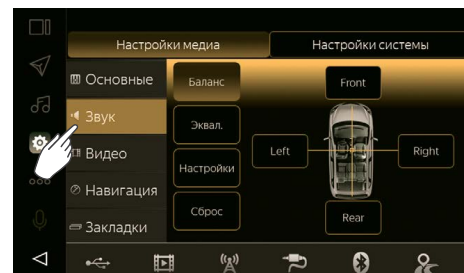 Настройки медиа
Настройки системы
Основные
Звук
Видео
Навигация
Закладки
Баланс
Эквал.
Настройки
Сброс
Front
Left
Right
Rear